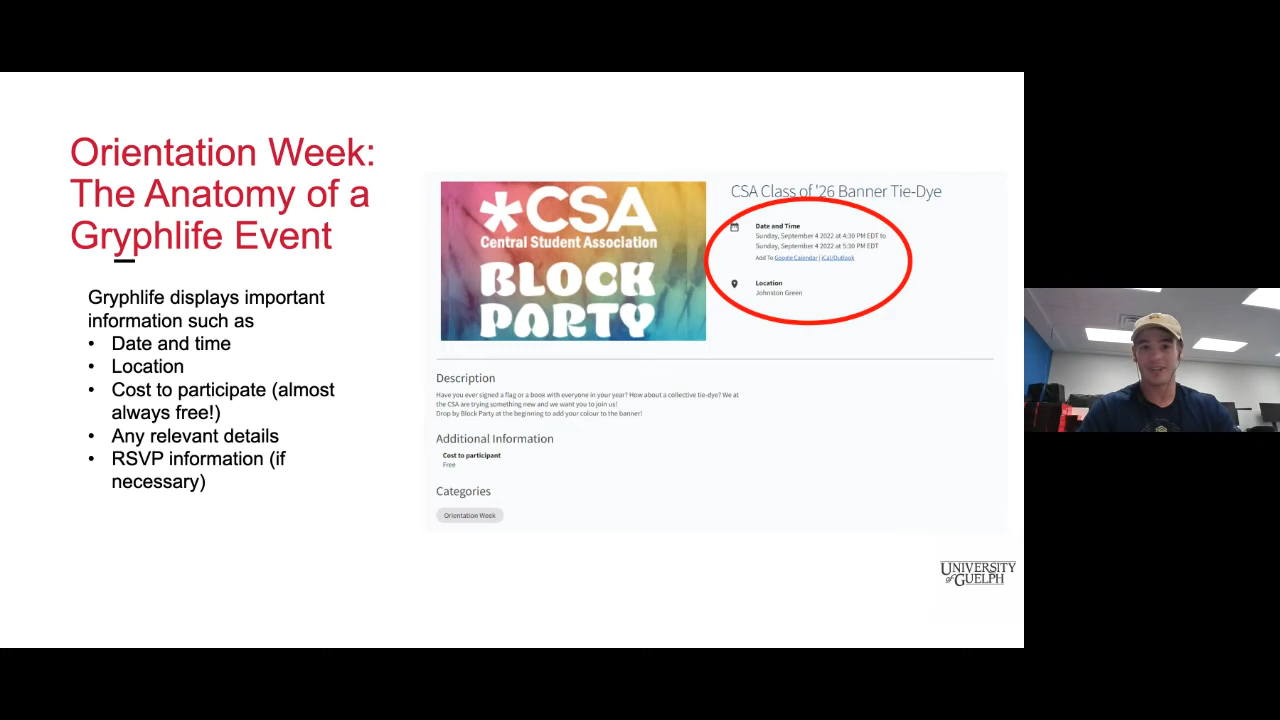 Orientation Week:
The Anatomy of a
Gryphlife Event
Gryphlife displays important
information such as
• Date and time
• Location
• Cost to participate (almost
always free!)
• Any relevant details
• RSVP information (if
necessary)
*CSA
Central Student Association
BLOCK
PARTY
CSA Class of '26 Banner Tie-Dye
Date and Time
Sunday, September 4 2022 at 4:30 PM EDT to
Sunday, September 4 2022 at 5:30 PM EDT
Add To Google Calendar | iCal/Outlook
Location
Johnston Green
Description
Have you ever signed a flag or a book with everyone in your year? How about a collective tie-dye? We at
the CSA are trying something new and we want you to join us!
Drop by Block Party at the beginning to add your colour to the banner!
Additional Information
Cost to participant
Free
Categories
Orientation Week
UNIVERSITY
of GUELPH